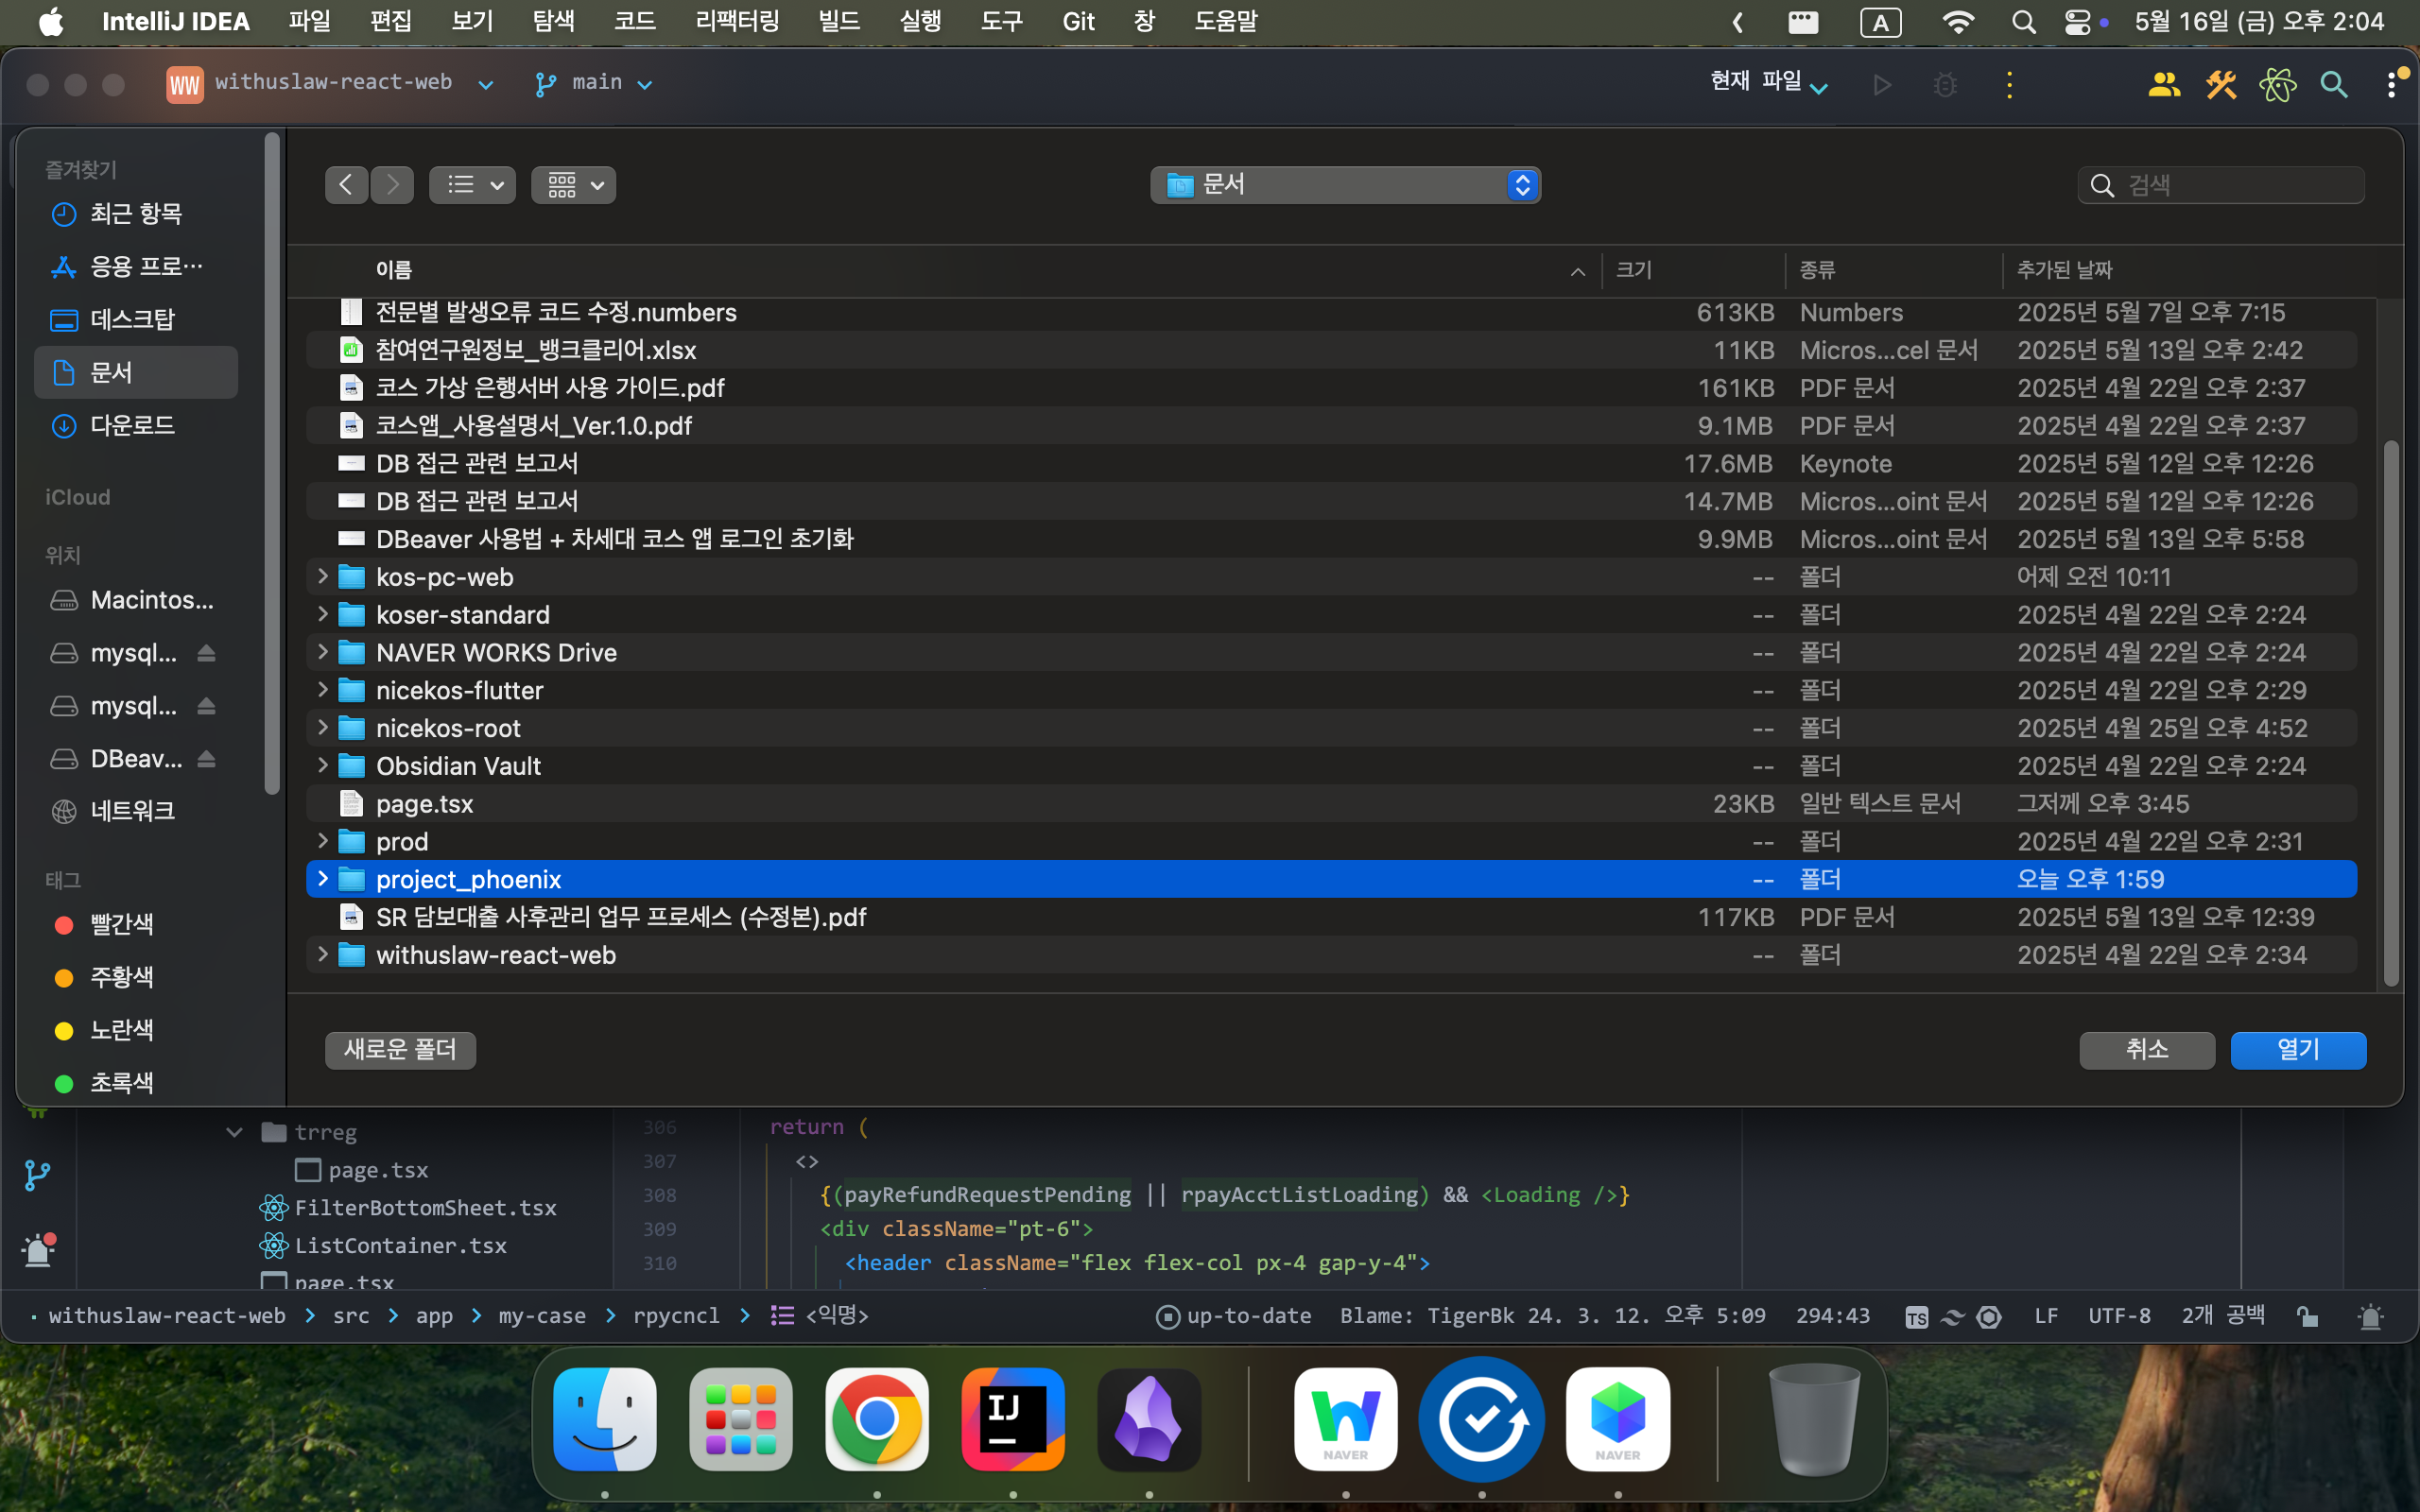 IntelliJ IDEA 파일 편집 보기 탐색 코드 리팩터링 빌드 실행 도구 Git 창 도움말 A 5월 16일 (금) 오후 2:04
WW withuslaw-react-web main 현재 파일
즐겨찾기
최근 항목
응용 프로…
데스크탑
문서
다운로드
iCloud
위치
Macintos...
mysql...
mysql...
DBeav...
네트워크
태그
빨간색
주황색
노란색
초록색
문서 검색
이름 크기 종류 추가된 날짜
전문별 발생오류 코드 수정.numbers 613KB Numbers 2025년 5월 7일 오후 7:15
참여연구원정보_뱅크클리어.xlsx 11KB Micros...cel 문서 2025년 5월 13일 오후 2:42
코스 가상 은행서버 사용 가이드.pdf 161KB PDF 문서 2025년 4월 22일 오후 2:37
코스앱_사용설명서_Ver.1.0.pdf 9.1MB PDF 문서 2025년 4월 22일 오후 2:37
DB 접근 관련 보고서 17.6MB Keynote 2025년 5월 12일 오후 12:26
DB 접근 관련 보고서 14.7MB Micros...oint 문서 2025년 5월 12일 오후 12:26
DBeaver 사용법 + 차세대 코스 앱 로그인 초기화 9.9MB Micros...oint 문서 2025년 5월 13일 오후 5:58
kos-pc-web -- 폴더 어제 오전 10:11
koser-standard -- 폴더 2025년 4월 22일 오후 2:24
NAVER WORKS Drive -- 폴더 2025년 4월 22일 오후 2:24
nicekos-flutter -- 폴더 2025년 4월 22일 오후 2:29
nicekos-root -- 폴더 2025년 4월 25일 오후 4:52
Obsidian Vault -- 폴더 2025년 4월 22일 오후 2:24
page.tsx 23KB 일반 텍스트 문서 그저께 오후 3:45
prod -- 폴더 2025년 4월 22일 오후 2:31
project_phoenix -- 폴더 오늘 오후 1:59
SR 담보대출 사후관리 업무 프로세스 (수정본).pdf 117KB PDF 문서 2025년 5월 13일 오후 12:39
withuslaw-react-web -- 폴더 2025년 4월 22일 오후 2:34
새로운 폴더 취소 열기
trreg
page.tsx
FilterBottomSheet.tsx
ListContainer.tsx
page.tsx
306 return (
307 <>
308 {(payRefundRequestPending || rpayAcctListLoading) && <Loading />}
309 <div className="pt-6">
310 <header className="flex flex-col px-4 gap-y-4">
withuslaw-react-web > src > app > my-case > rpycncl > <익명> up-to-date Blame: TigerBk 24. 3. 12. 오후 5:09 294:43 TS LF UTF-8 2개 공백
IJ
NAVER
NAVER